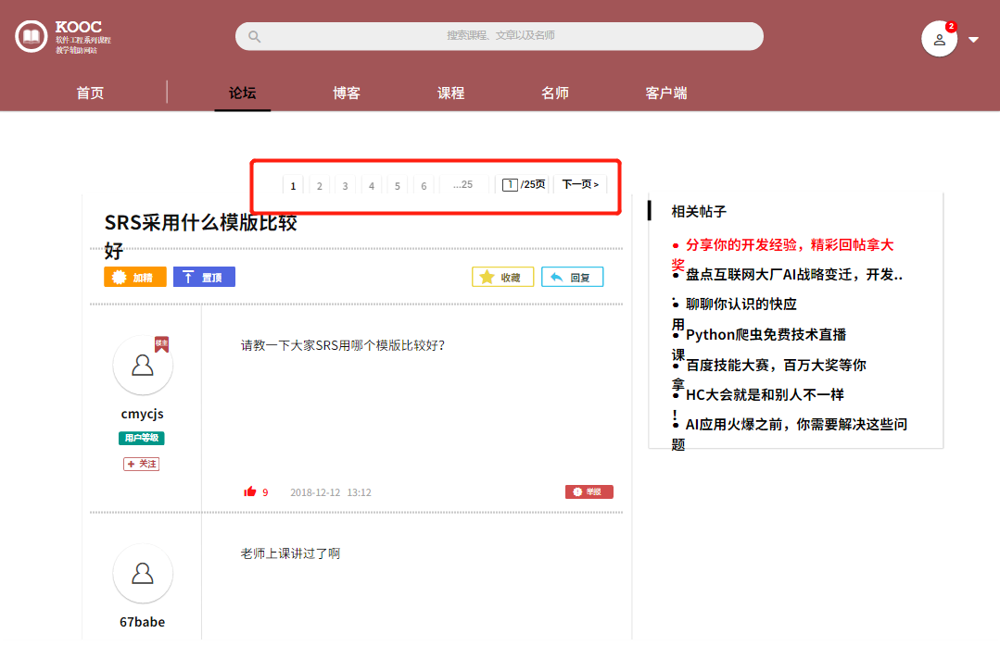 KOOC
软件工程系列课程
教学辅助网站
搜索课程、文章以及名师
2
首页
论坛
博客
课程
名师
客户端
1 2 3 4 5 6 ...25 1 /25页 下一页 >
SRS采用什么模版比较
好
加精
置顶
收藏
回复
楼主
cmycjs
用户等级
+ 关注
请教一下大家SRS用哪个模版比较好?
9 2018-12-12 13:12
举报
67babe
老师上课讲过了啊
相关帖子
• 分享你的开发经验，精彩回帖拿大
奖
• 盘点互联网大厂AI战略变迁，开发..
.
• 聊聊你认识的快应
用
• Python爬虫免费技术直播
课
• 百度技能大赛，百万大奖等你
拿
• HC大会就是和别人不一样
!
• AI应用火爆之前，你需要解决这些问
题